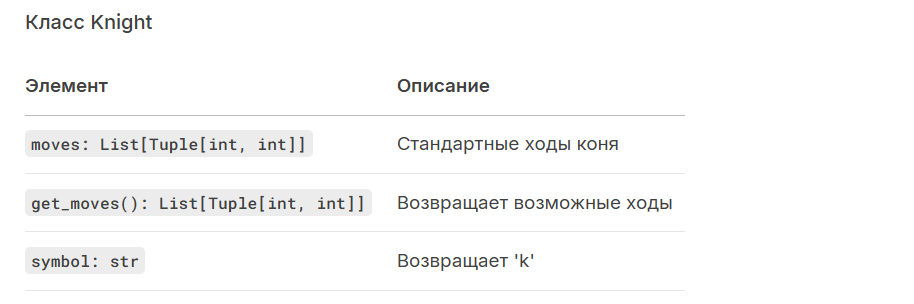 Класс Knight
Элемент Описание
moves: List[Tuple[int, int]] Стандартные ходы коня
get_moves(): List[Tuple[int, int]] Возвращает возможные ходы
symbol: str Возвращает 'k'